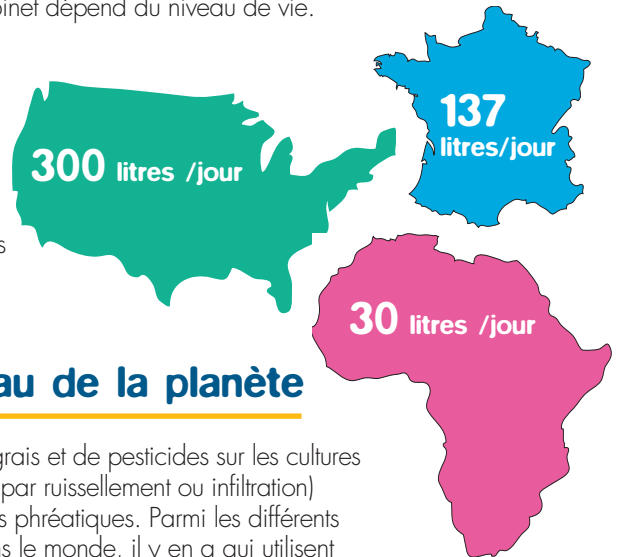 binet dépend du niveau de vie.
137
litres/jour
300 litres /jour
s
30 litres /jour
au de la planète
grais et de pesticides sur les cultures
par ruissellement ou infiltration)
s phréatiques. Parmi les différents
ns le monde, il y en a qui utilisent